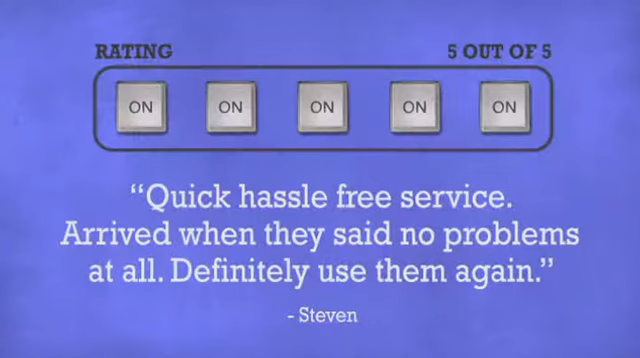 RATING 5 OUT OF 5
ON ON ON ON ON
“Quick hassle free service.
Arrived when they said no problems
at all. Definitely use them again.”
- Steven